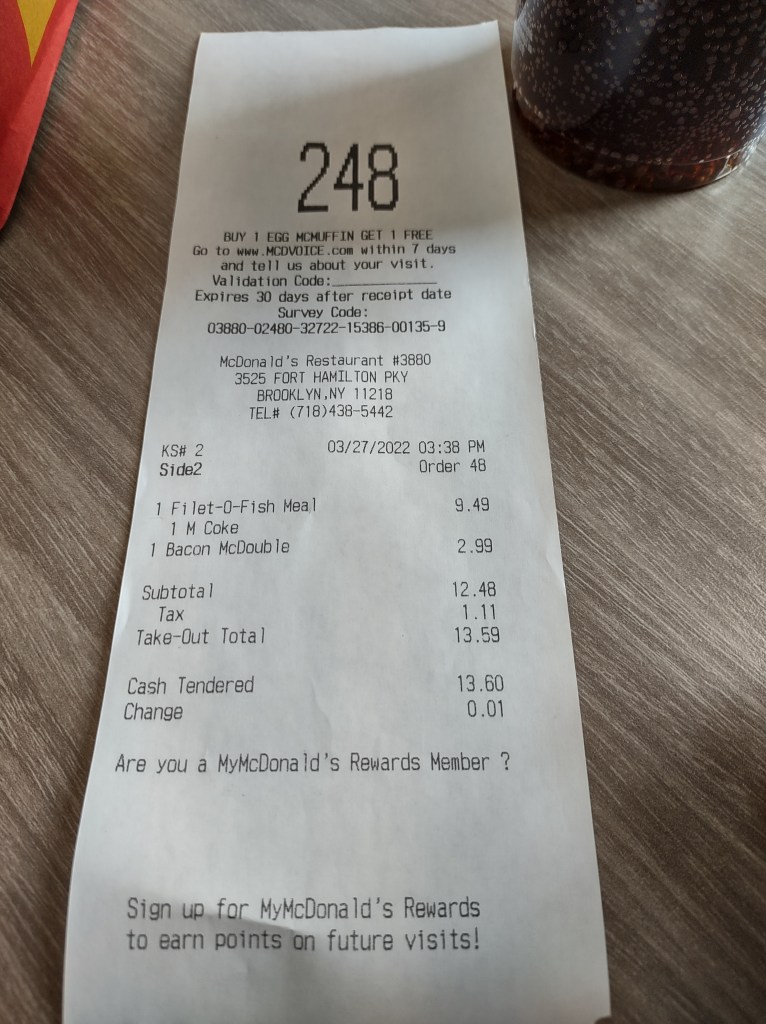 248
BUY 1 EGG MCMUFFIN GET 1 FREE
Go to www.MCDVOICE.com within 7 days
and tell us about your visit.
Validation Code:______________
Expires 30 days after receipt date
Survey Code:
03880-02480-32722-15386-00135-9
McDonald's Restaurant #3880
3525 FORT HAMILTON PKY
BROOKLYN,NY 11218
TEL# (718)438-5442
KS# 2 03/27/2022 03:38 PM
Side2 Order 48
1 Filet-O-Fish Meal 9.49
1 M Coke
1 Bacon McDouble 2.99
Subtotal 12.48
Tax 1.11
Take-Out Total 13.59
Cash Tendered 13.60
Change 0.01
Are you a MyMcDonald's Rewards Member ?
Sign up for MyMcDonald's Rewards
to earn points on future visits!